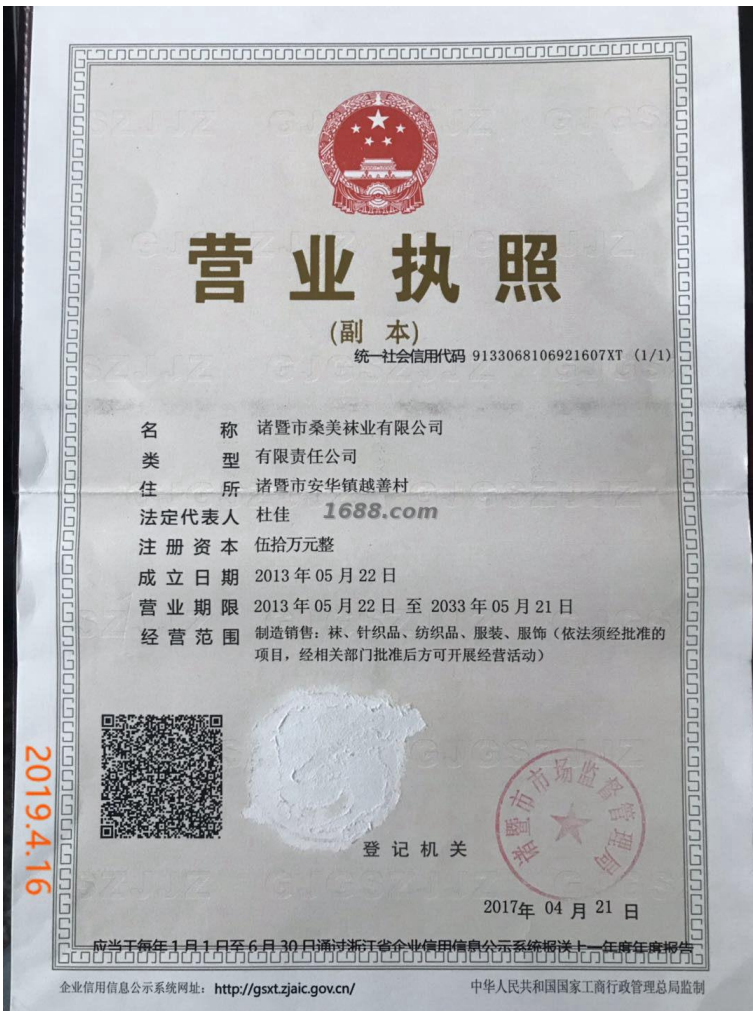 营业执照
(副 本)
统一社会信用代码 9133068106921607XT (1/1)
名 称 诸暨市桑美袜业有限公司
类 型 有限责任公司
住 所 诸暨市安华镇越善村
法定代表人 杜佳
1688.com
注册资本 伍拾万元整
成立日期 2013年05月22日
营业期限 2013年05月22日 至 2033年05月21日
经营范围 制造销售：袜、针织品、纺织品、服装、服饰（依法须经批准的
项目，经相关部门批准后方可开展经营活动）
2019.4.16
诸暨市市场监督管理局
登记机关
2017年 04月 21日
应当于每年1月1日至6月30日通过浙江省企业信用信息公示系统报送上一年度年度报告
企业信用信息公示系统网址：http://gsxt.zjaic.gov.cn/
中华人民共和国国家工商行政管理总局监制